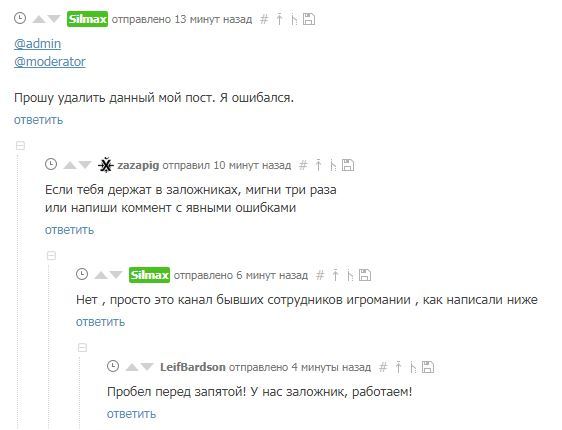 Silmax отправлено 13 минут назад #
@admin
@moderator
Прошу удалить данный мой пост. Я ошибался.
ответить
zazapig отправил 10 минут назад #
Если тебя держат в заложниках, мигни три раза
или напиши коммент с явными ошибками
ответить
Silmax отправлено 6 минут назад #
Нет , просто это канал бывших сотрудников игромании , как написали ниже
ответить
LeifBardson отправлено 4 минуты назад #
Пробел перед запятой! У нас заложник, работаем!
ответить